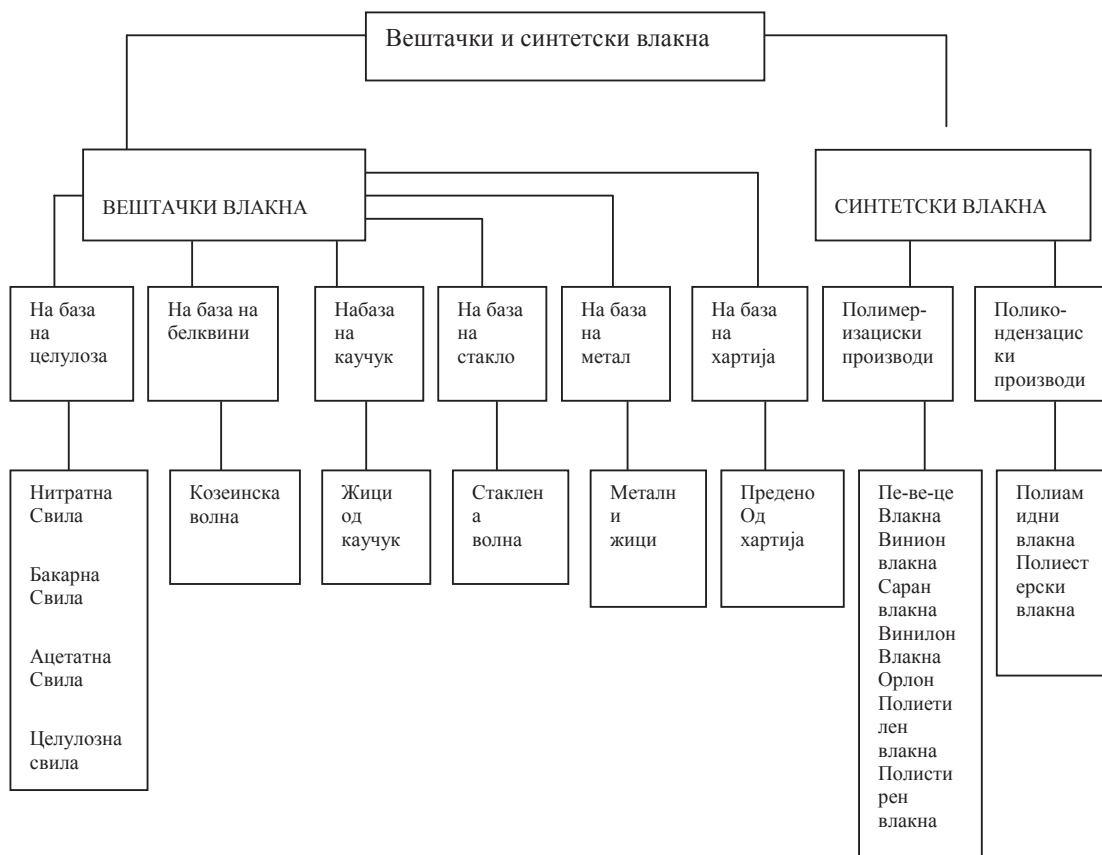 Вештачки и синтетски влакна
ВЕШТАЧКИ ВЛАКНА
СИНТЕТСКИ ВЛАКНА
На база
на
целулоза
На база на
белквини
Набаза
на
каучук
На база
на
стакло
На база
на
метал
На база
на
хартија
Полимер-
изациски
производи
Полико-
ндензацис
ки
производи
Нитратна
Свила
Бакарна
Свила
Ацетатна
Свила
Целулозна
свила
Козеинска
волна
Жици
од
каучук
Стаклен
а
волна
Металн
и
жици
Предено
Од
хартија
Пе-ве-це
Влакна
Винион
влакна
Саран
влакна
Винилон
Влакна
Орлон
Полиети
лен
влакна
Полисти
рен
влакна
Полиам
идни
влакна
Полиест
ерски
влакна